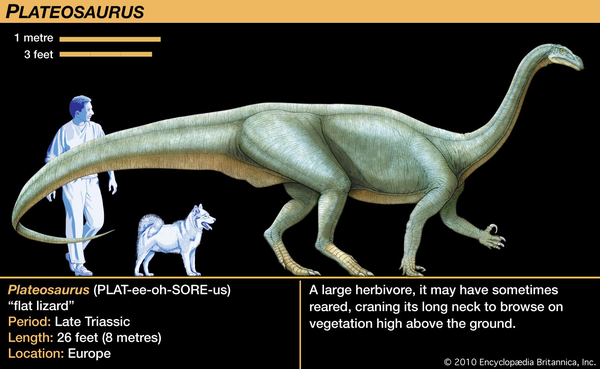 PLATEOSAURUS
1 metre
3 feet
Plateosaurus (PLAT-ee-oh-SORE-us)
“flat lizard”
Period: Late Triassic
Length: 26 feet (8 metres)
Location: Europe
A large herbivore, it may have sometimes
reared, craning its long neck to browse on
vegetation high above the ground.
© 2010 Encyclopædia Britannica, Inc.